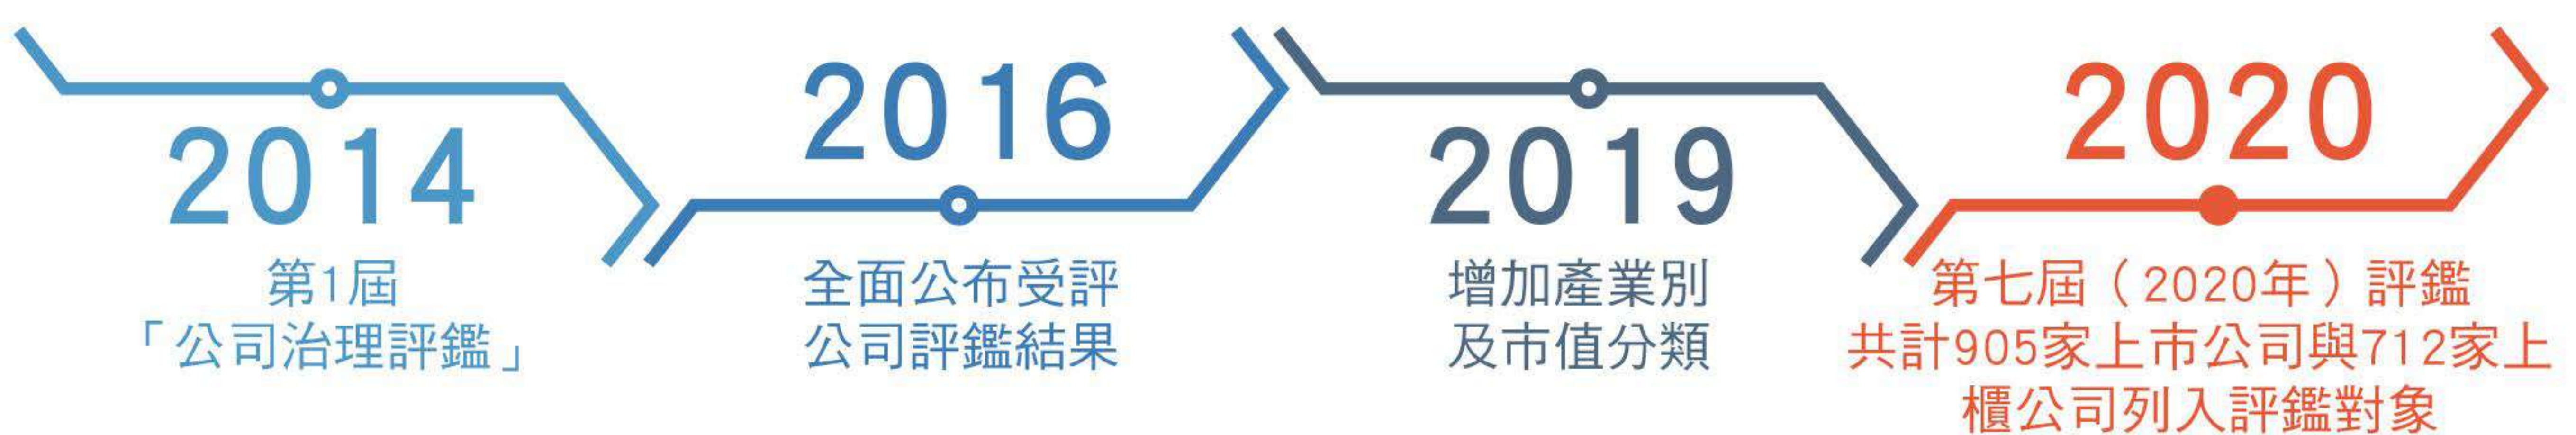 2014
第1屆
「公司治理評鑑」
2016
全面公布受評
公司評鑑結果
2019
增加產業別
及市值分類
2020
第七屆（2020年）評鑑
共計905家上市公司與712家上
櫃公司列入評鑑對象